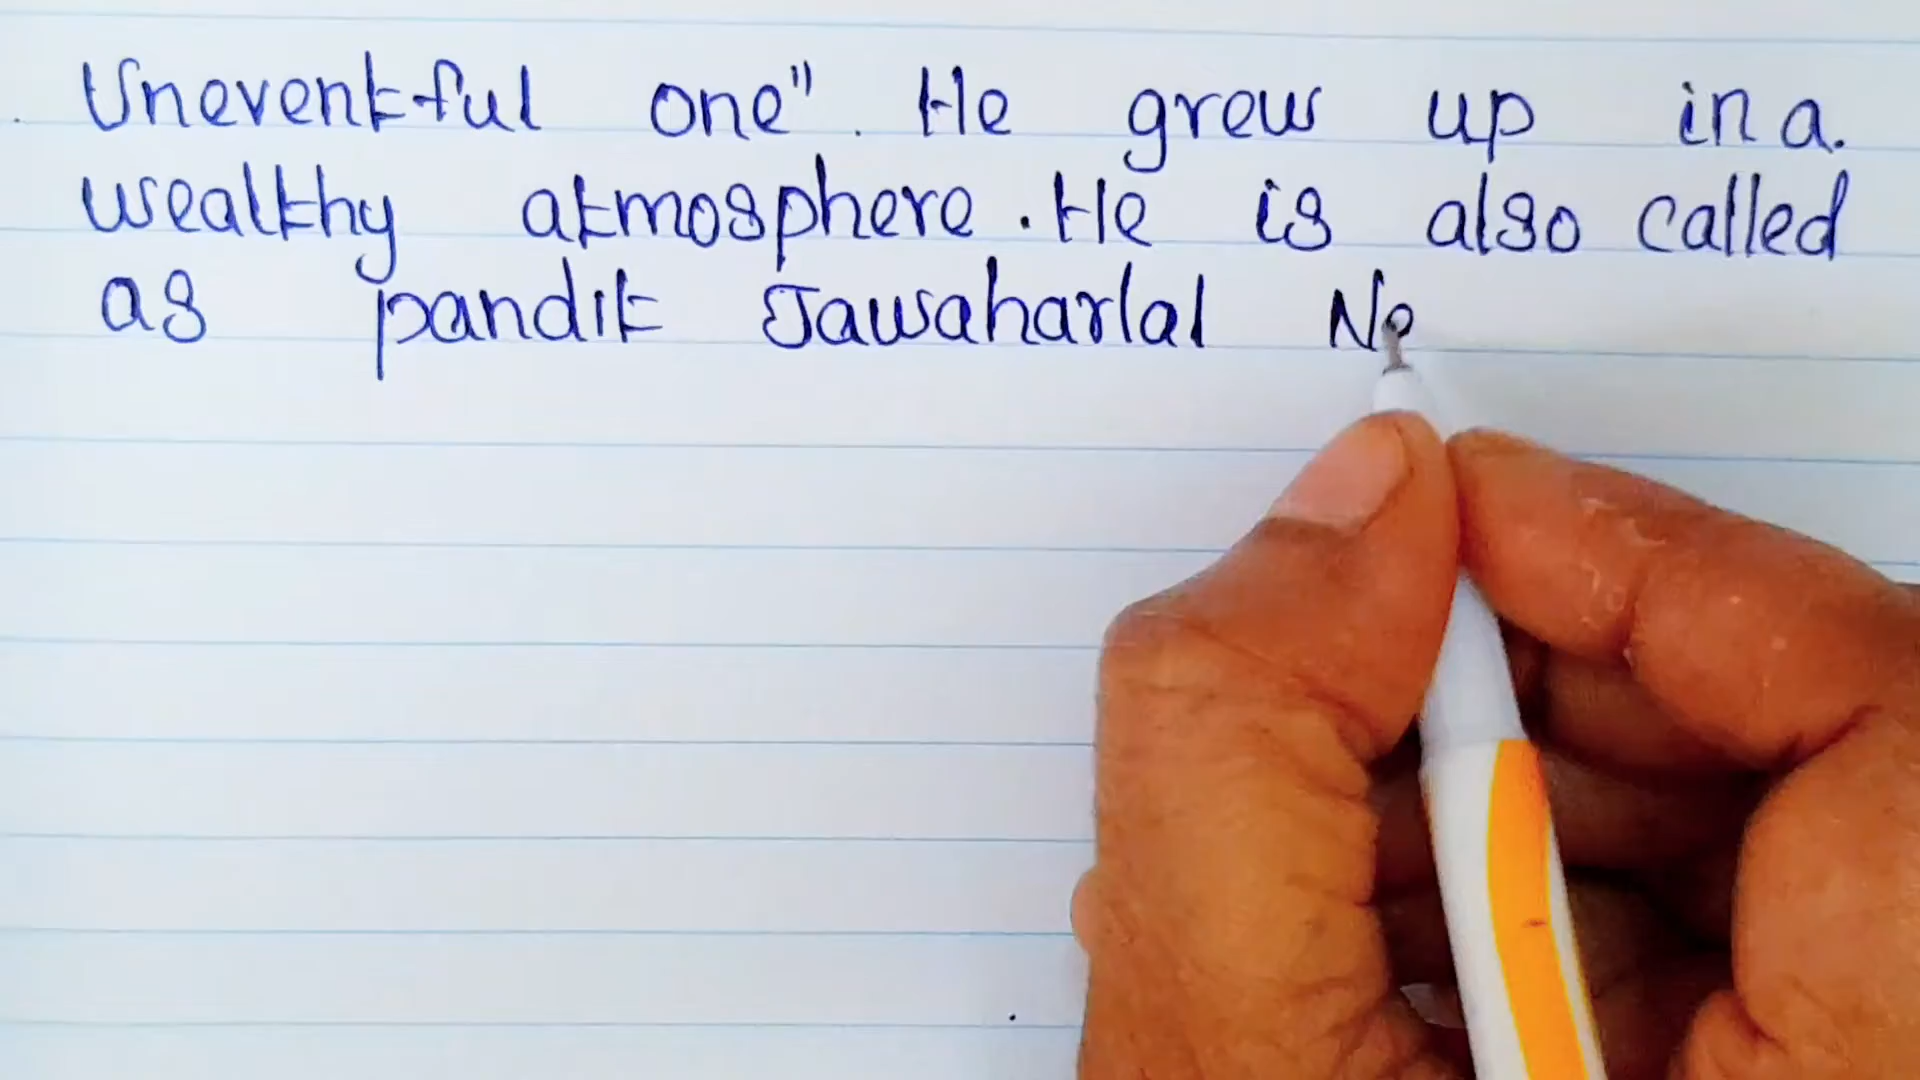 Uneventful one". He grew up in a.
wealthy atmosphere. He is also called
as pandit Jawaharlal Ne